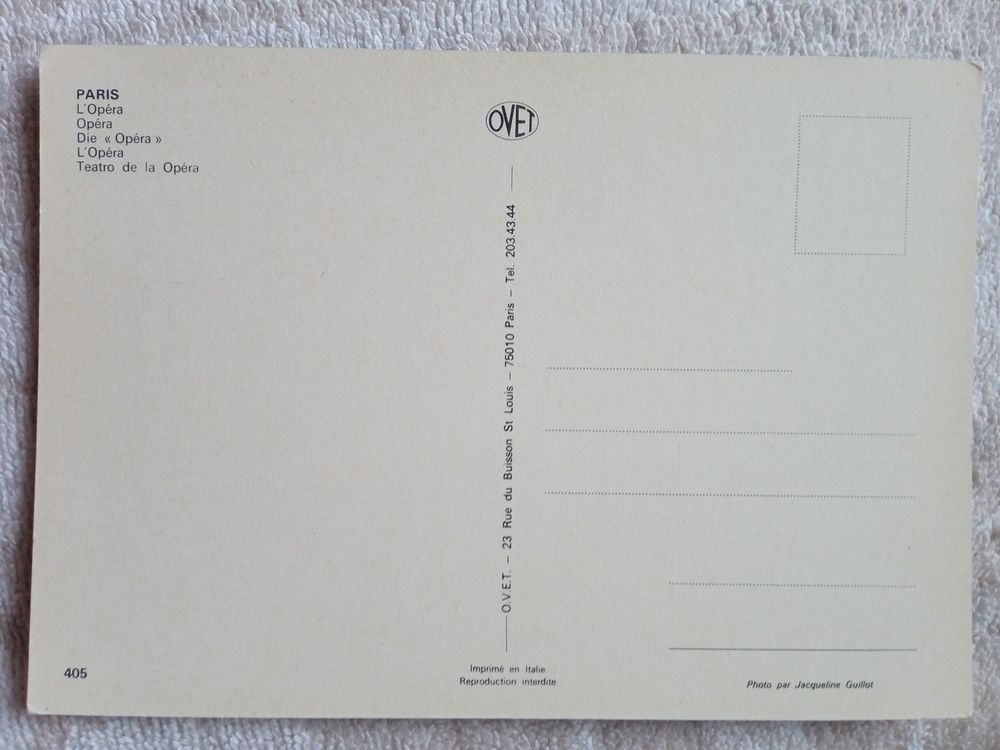 PARIS
L'Opéra
Opéra
Die « Opéra »
L'Opéra
Teatro de la Opéra
OVET
O.V.E.T. – 23 Rue du Buisson St Louis – 75010 Paris – Tel. 203.43.44
405
Imprimé en Italie
Reproduction interdite
Photo par Jacqueline Guillot